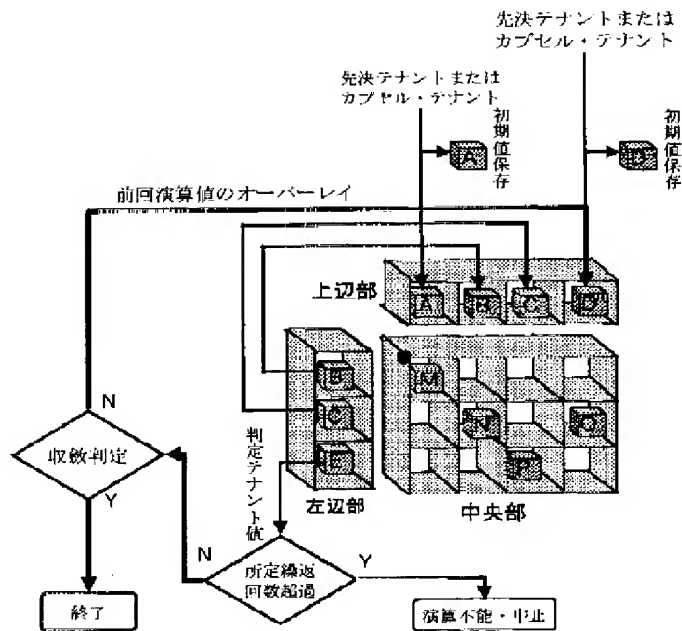 先決テナントまたは
カプセル・テナント
先決テナントまたは
カプセル・テナント
初期値保存
A
初期値保存
D
前回演算値のオーバーレイ
上辺部
A
B
C
D
B
C
E
M
N
O
P
左辺部
中央部
判定テナント値
N
収斂判定
Y
終了
N
所定繰返
回数超過
Y
演算不能・中止